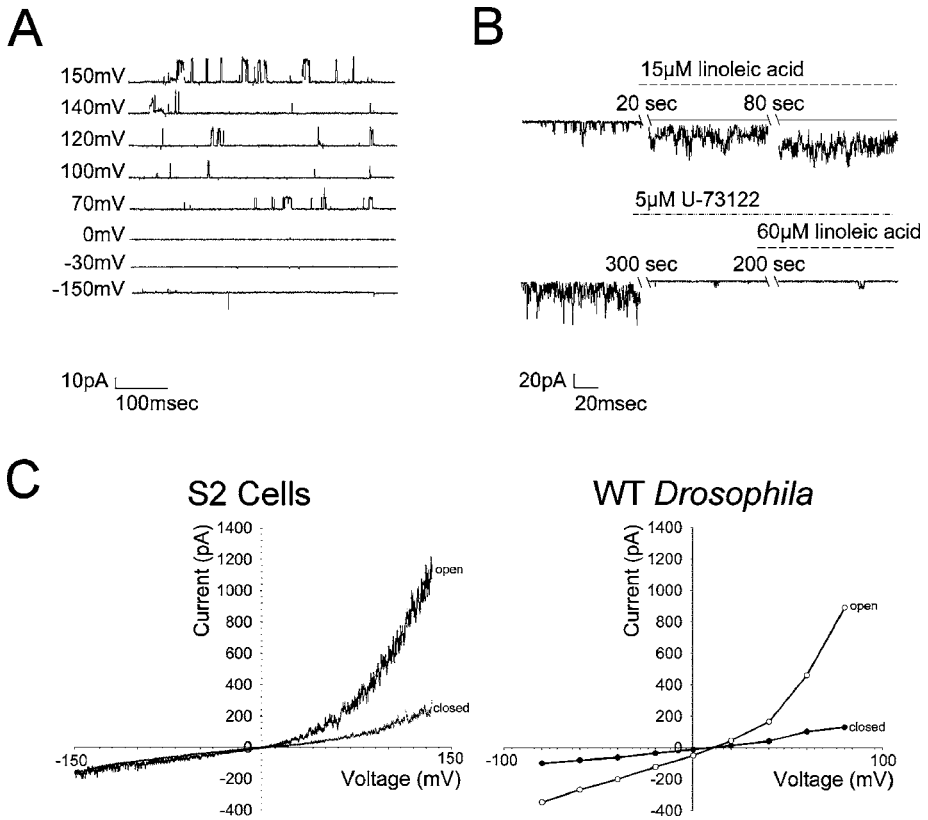 A
150mV
140mV
120mV
100mV
70mV
0mV
-30mV
-150mV
10pA
100msec
B
15µM linoleic acid
20 sec 80 sec
5µM U-73122
60µM linoleic acid
300 sec 200 sec
20pA
20msec
C
S2 Cells
Current (pA)
1400
1200
1000
800
600
400
200
0
-200
-400
-150
150
Voltage (mV)
open
closed
WT Drosophila
Current (pA)
1400
1200
1000
800
600
400
200
0
-200
-400
-100
100
Voltage (mV)
open
closed